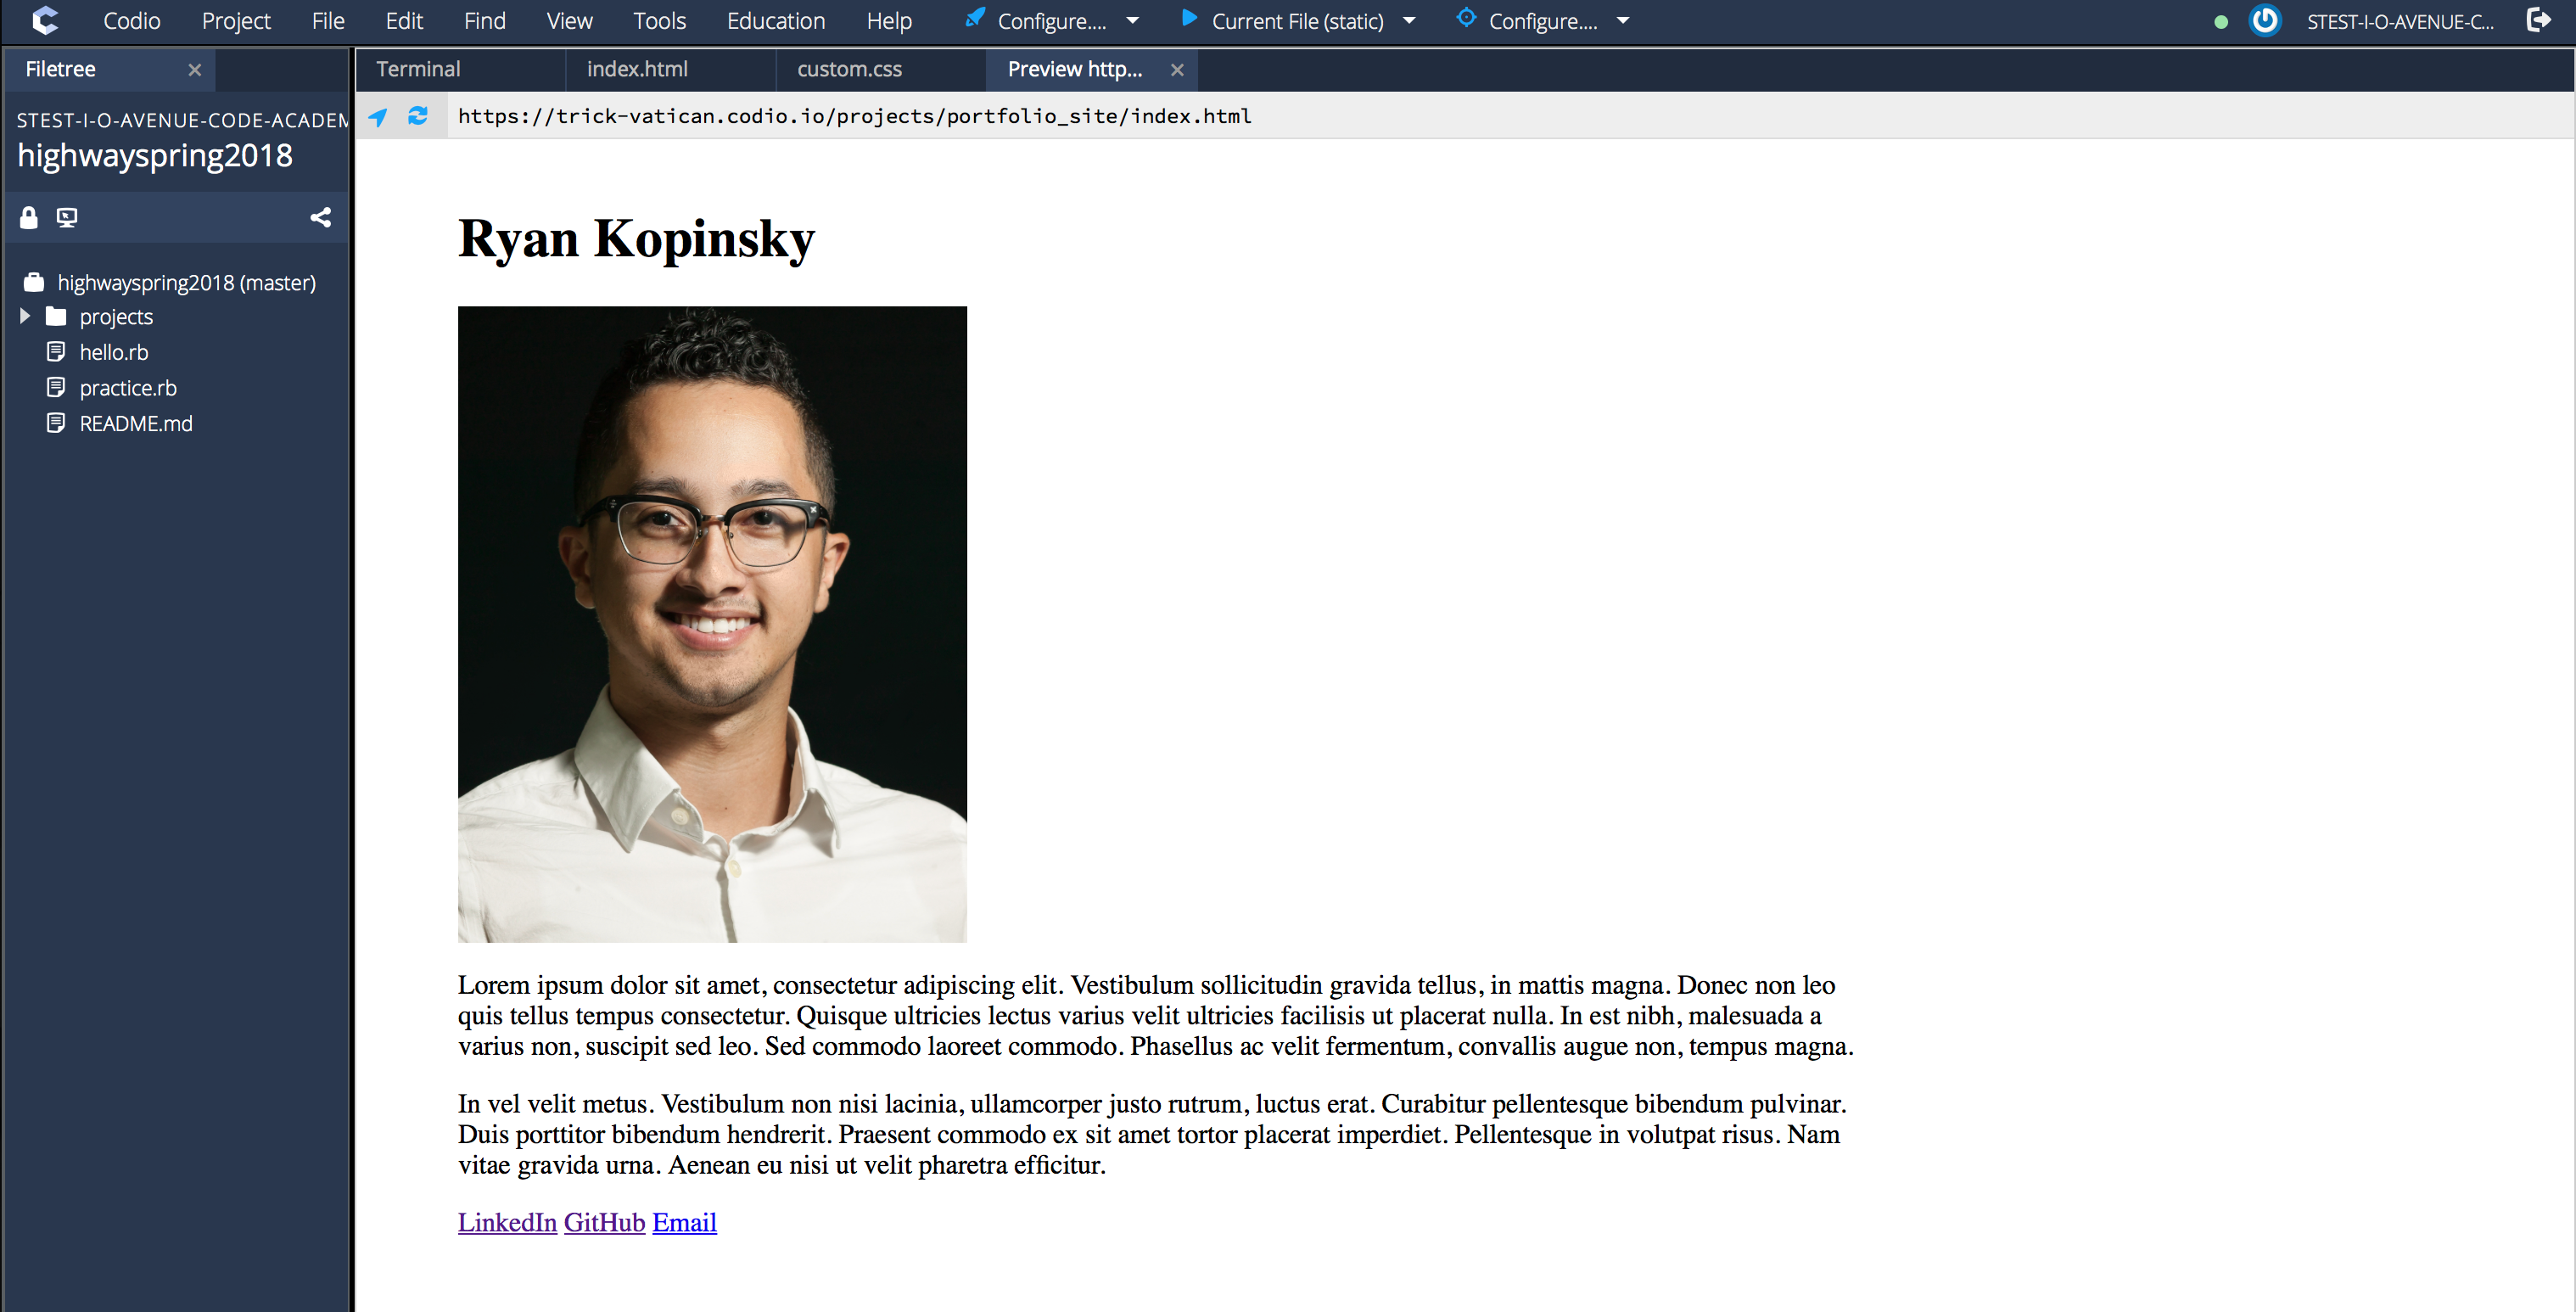 Codio Project File Edit Find View Tools Education Help Configure.... Current File (static) Configure.... STEST-I-O-AVENUE-C...
Filetree Terminal index.html custom.css Preview http...
STEST-I-O-AVENUE-CODE-ACADEM
highwayspring2018
https://trick-vatican.codio.io/projects/portfolio_site/index.html
highwayspring2018 (master)
projects
hello.rb
practice.rb
README.md
Ryan Kopinsky
Lorem ipsum dolor sit amet, consectetur adipiscing elit. Vestibulum sollicitudin gravida tellus, in mattis magna. Donec non leo
quis tellus tempus consectetur. Quisque ultricies lectus varius velit ultricies facilisis ut placerat nulla. In est nibh, malesuada a
varius non, suscipit sed leo. Sed commodo laoreet commodo. Phasellus ac velit fermentum, convallis augue non, tempus magna.
In vel velit metus. Vestibulum non nisi lacinia, ullamcorper justo rutrum, luctus erat. Curabitur pellentesque bibendum pulvinar.
Duis porttitor bibendum hendrerit. Praesent commodo ex sit amet tortor placerat imperdiet. Pellentesque in volutpat risus. Nam
vitae gravida urna. Aenean eu nisi ut velit pharetra efficitur.
LinkedIn GitHub Email